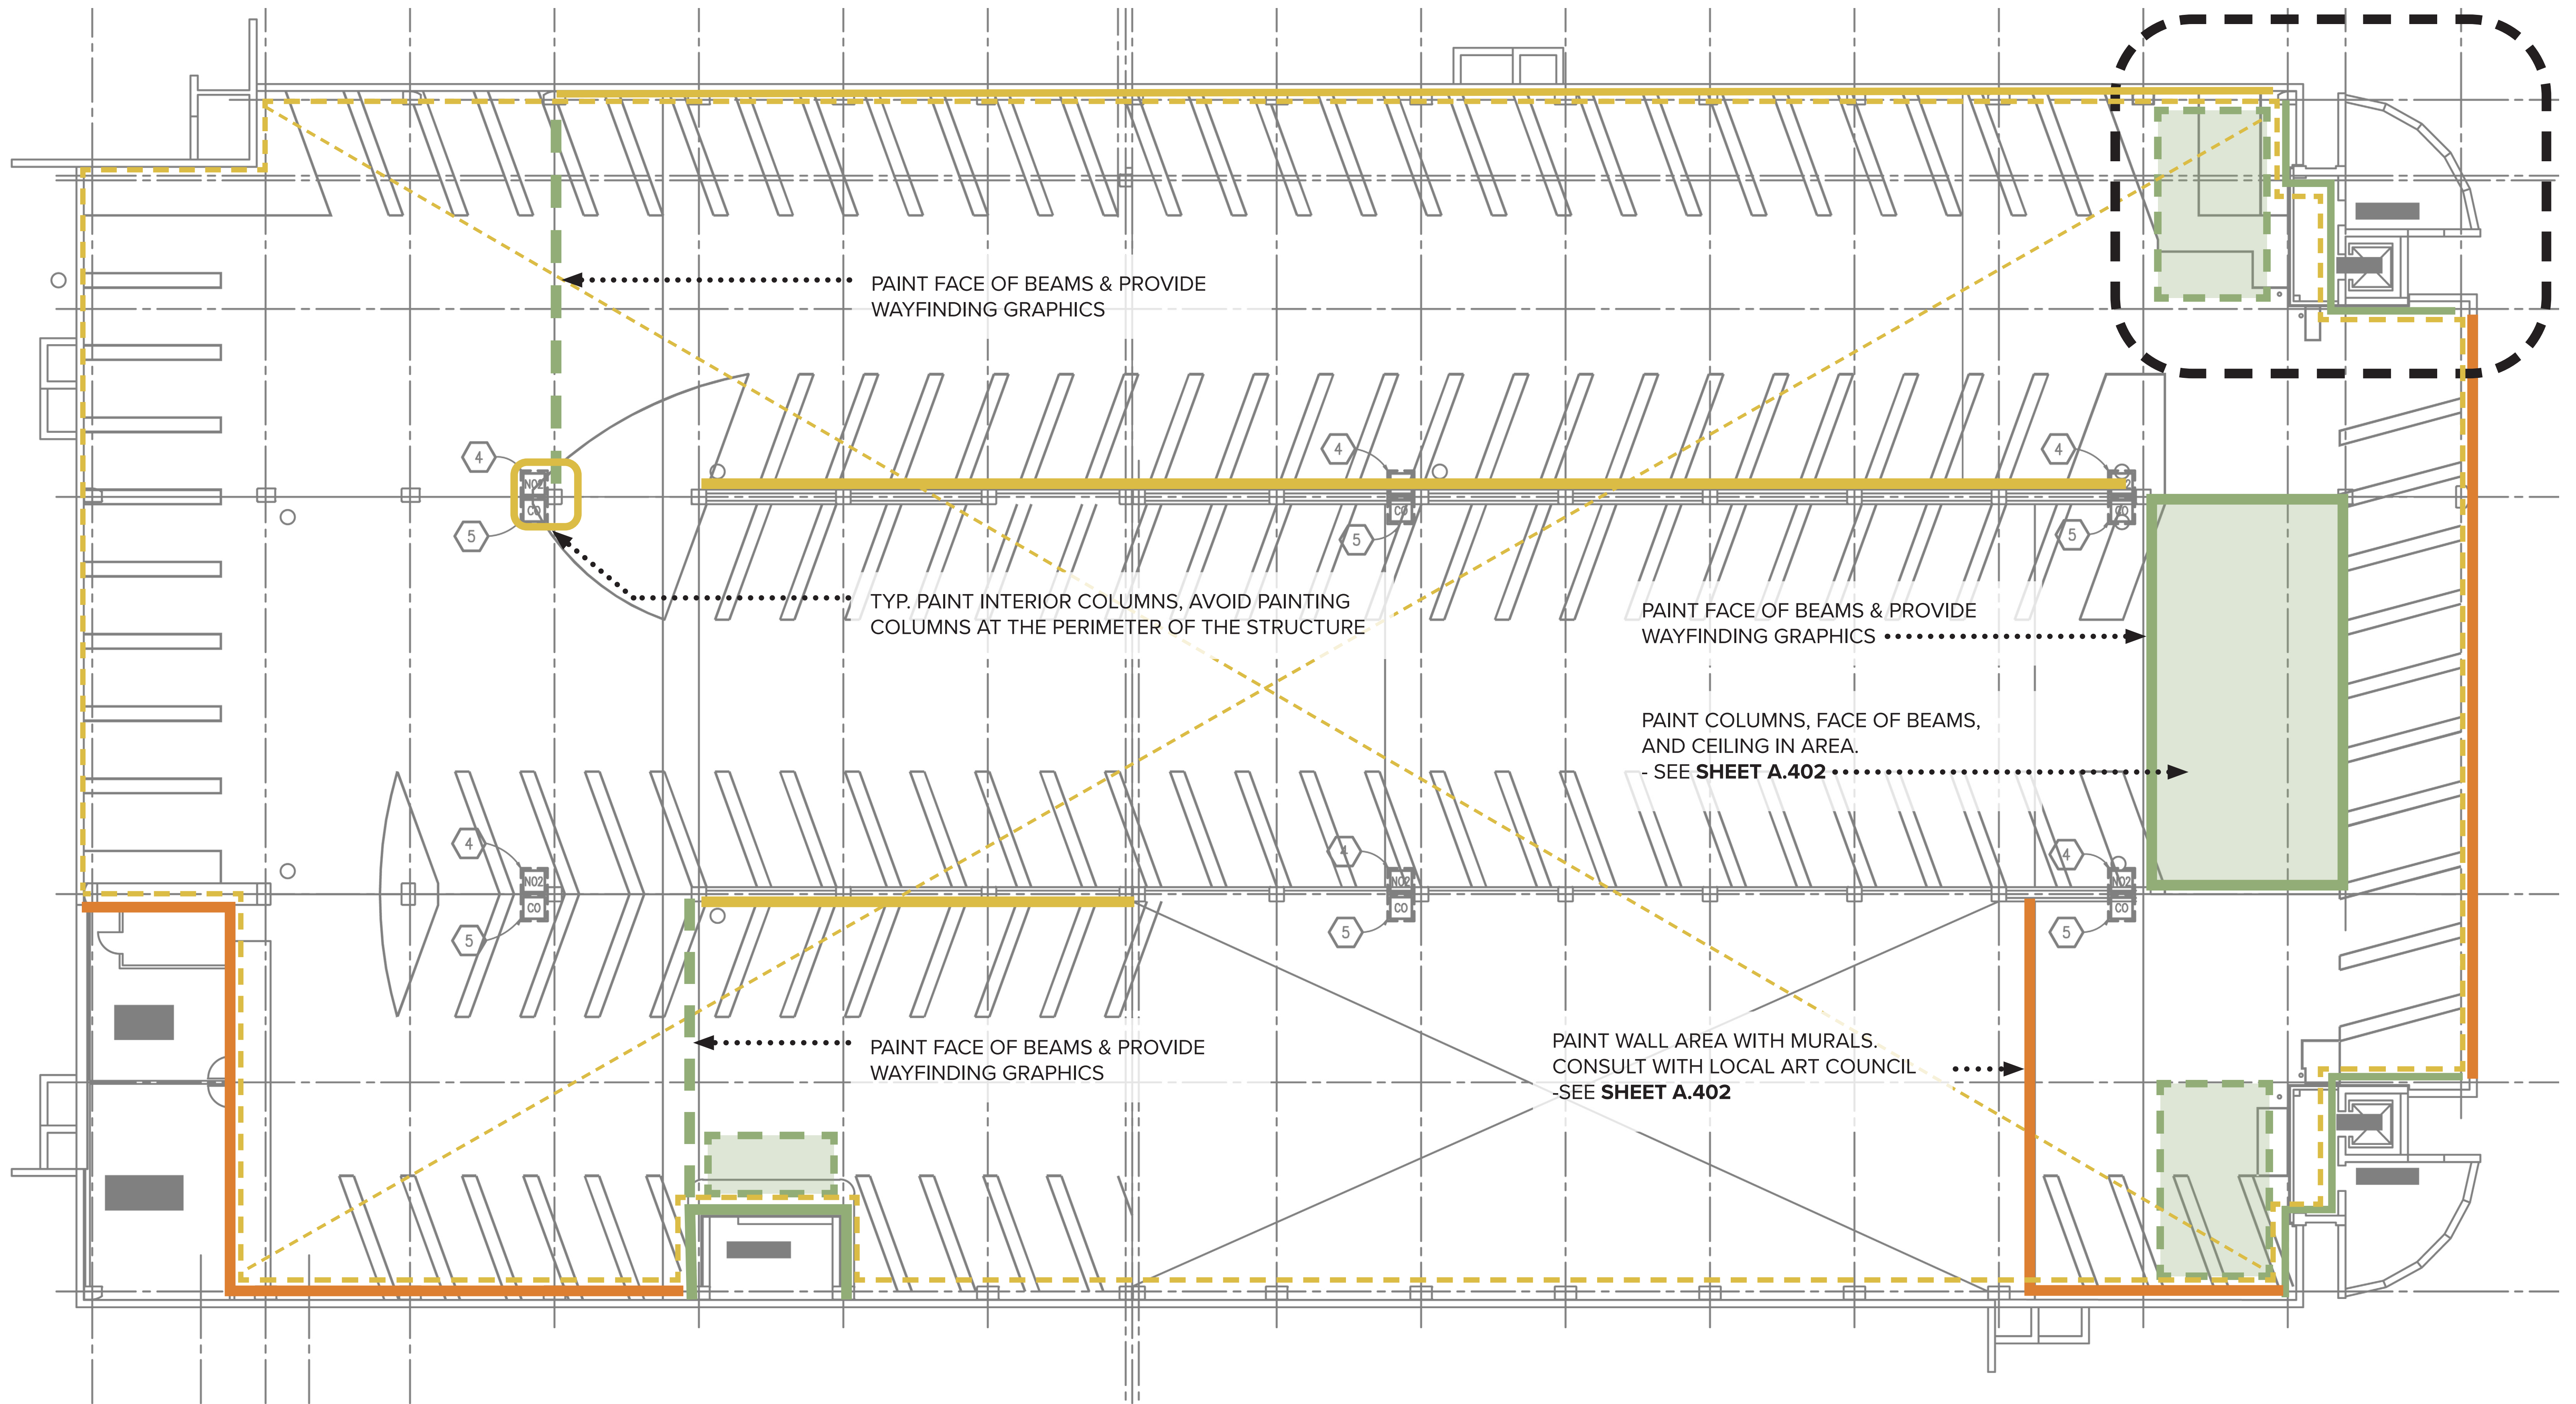 PAINT FACE OF BEAMS & PROVIDE
WAYFINDING GRAPHICS
4
4
4
NO2
CO
CO
CO
5
5
5
TYP. PAINT INTERIOR COLUMNS, AVOID PAINTING
COLUMNS AT THE PERIMETER OF THE STRUCTURE
PAINT FACE OF BEAMS & PROVIDE
WAYFINDING GRAPHICS
PAINT COLUMNS, FACE OF BEAMS,
AND CEILING IN AREA.
- SEE SHEET A.402
4
4
4
NO2
NO2
NO2
CO
CO
CO
5
5
5
PAINT FACE OF BEAMS & PROVIDE
WAYFINDING GRAPHICS
PAINT WALL AREA WITH MURALS.
CONSULT WITH LOCAL ART COUNCIL
-SEE SHEET A.402